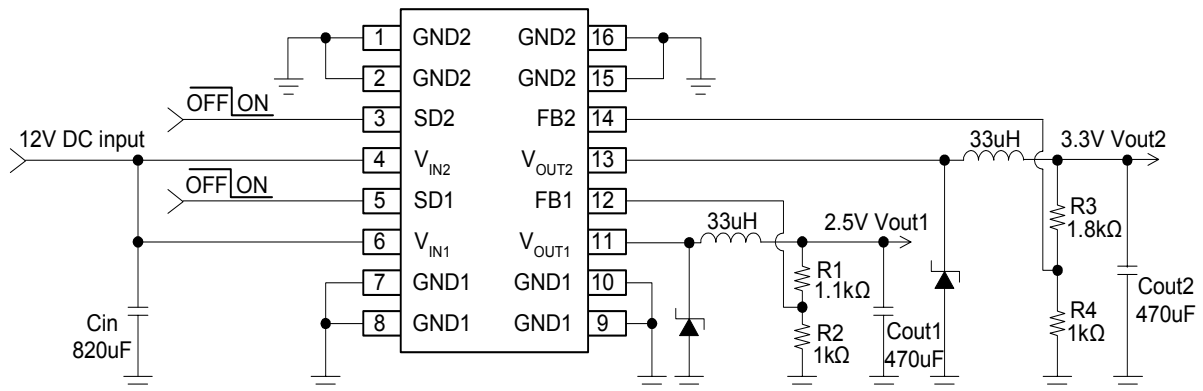 1 GND2 GND2 16
2 GND2 GND2 15
OFF ON
3 SD2 FB2 14
12V DC input
4 VIN2 VOUT2 13
33uH
3.3V Vout2
OFF ON
5 SD1 FB1 12
R3
1.8kΩ
33uH
2.5V Vout1
6 VIN1 VOUT1 11
R1
1.1kΩ
7 GND1 GND1 10
8 GND1 GND1 9
Cin
820uF
R2
1kΩ
Cout1
470uF
R4
1kΩ
Cout2
470uF